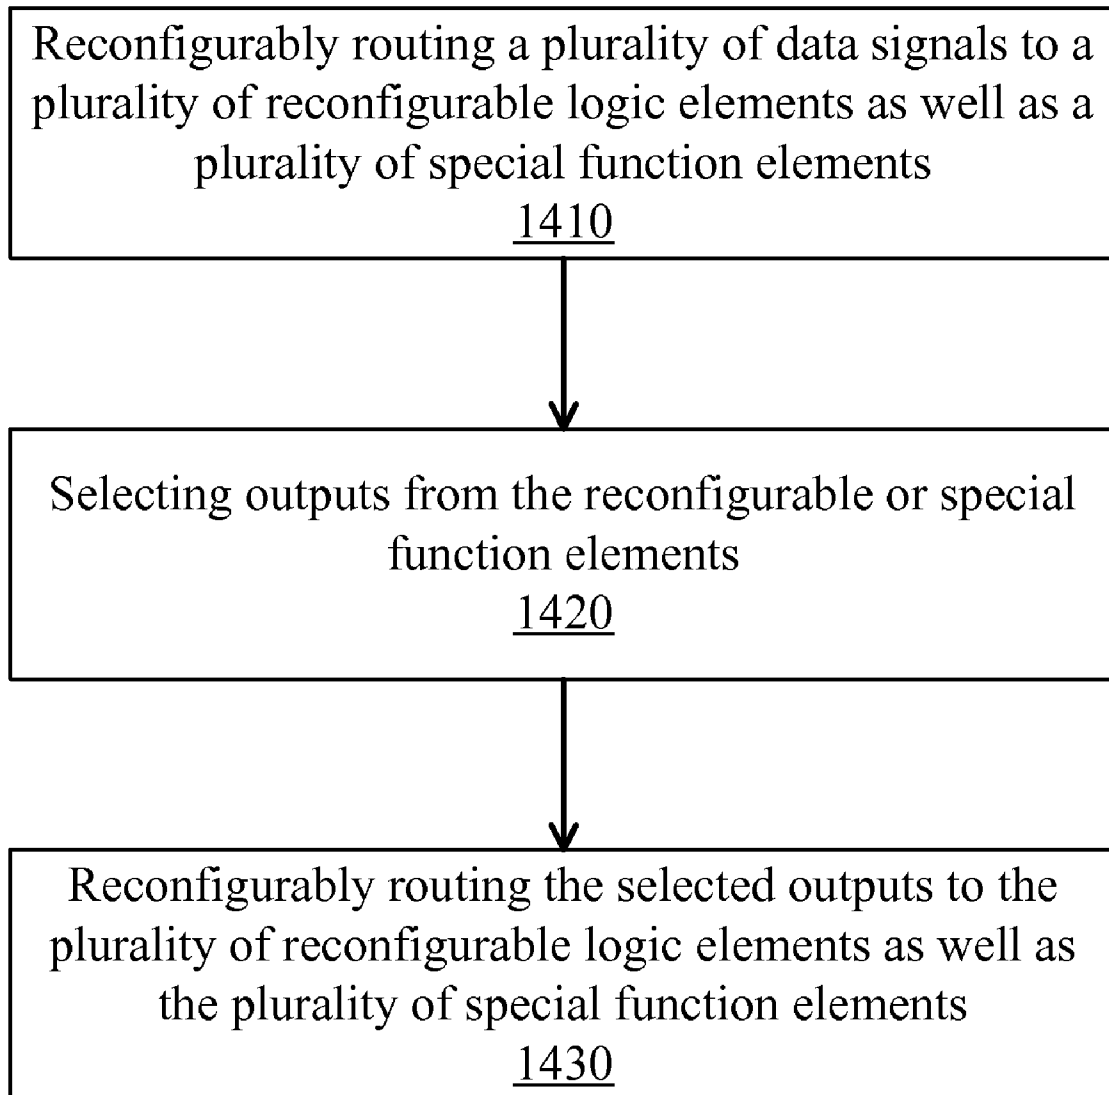 Reconfigurably routing a plurality of data signals to a
plurality of reconfigurable logic elements as well as a
plurality of special function elements
1410
Selecting outputs from the reconfigurable or special
function elements
1420
Reconfigurably routing the selected outputs to the
plurality of reconfigurable logic elements as well as
the plurality of special function elements
1430